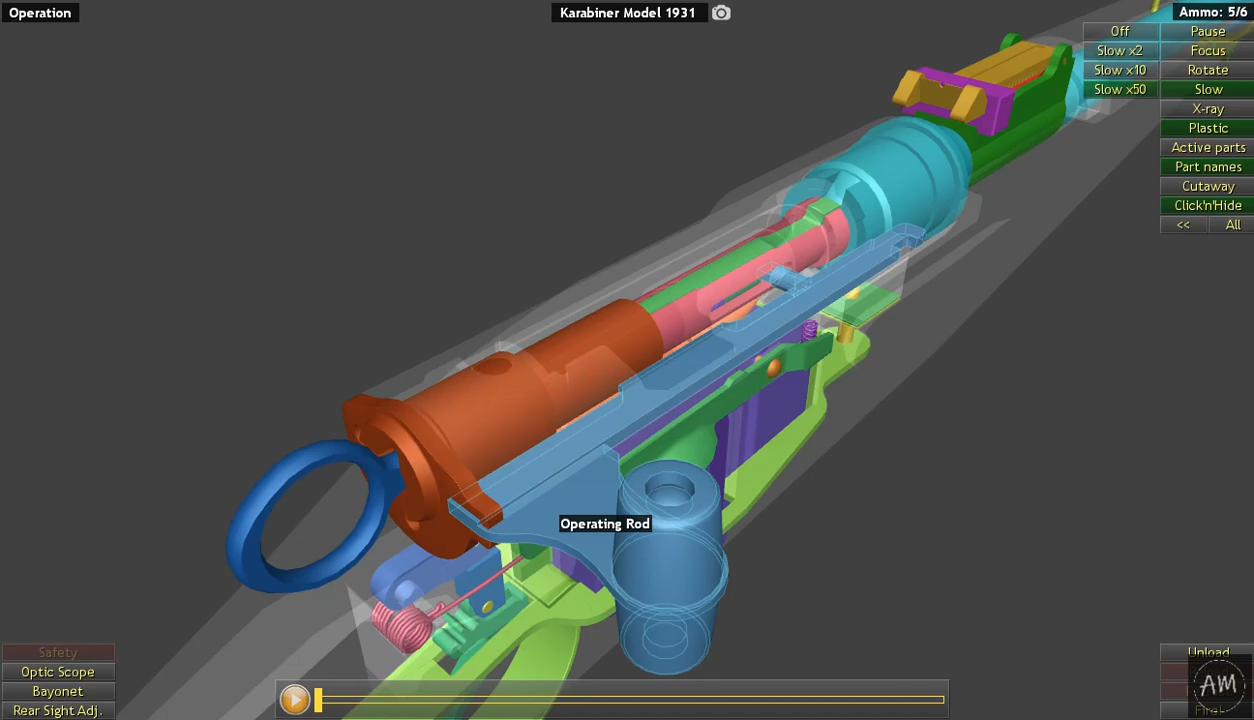 Operation
Karabiner Model 1931
Ammo: 5/6
Off
Pause
Slow x2
Focus
Slow x10
Rotate
Slow x50
Slow
X-ray
Plastic
Active parts
Part names
Cutaway
Click'n'Hide
<< All
Operating Rod
Safety
Optic Scope
Bayonet
Rear Sight Adj.
Unload
AM